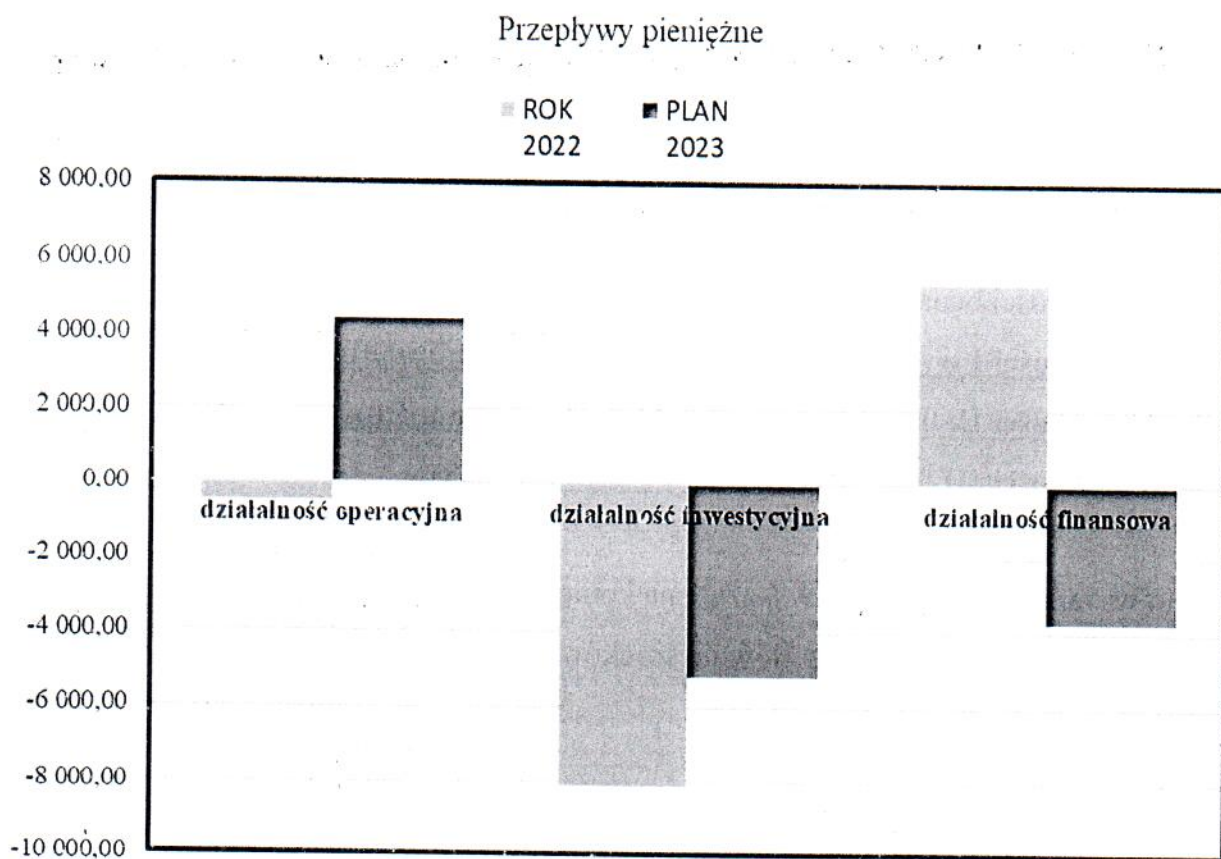 Przepływy pieniężne
ROK 2022
PLAN 2023
8 000,00
6 000,00
4 000,00
2 000,00
0,00
-2 000,00
-4 000,00
-6 000,00
-8 000,00
-10 000,00
działalność operacyjna
działalność inwestycyjna
działalność finansowa